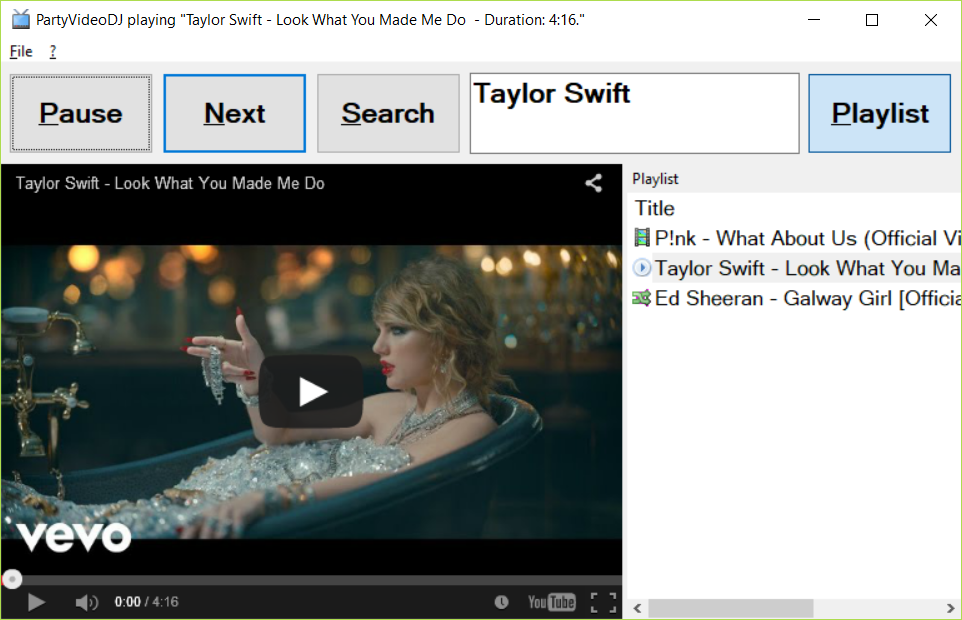 PartyVideoDJ playing "Taylor Swift - Look What You Made Me Do  - Duration: 4:16."
File ?
Pause Next Search Taylor Swift Playlist
Taylor Swift - Look What You Made Me Do
vevo
0:00 / 4:16 YouTube
Playlist
Title
P!nk - What About Us (Official Vi
Taylor Swift - Look What You Ma
Ed Sheeran - Galway Girl [Officia